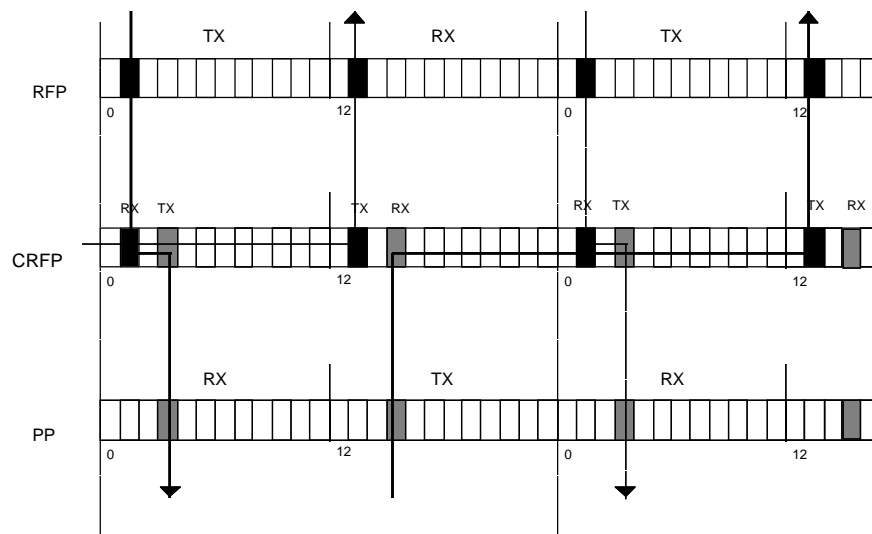 TX RX TX
RFP
0 12 0 12
RX TX TX RX RX TX TX RX
CRFP
0 12 0 12
RX TX RX
PP
0 12 0 12